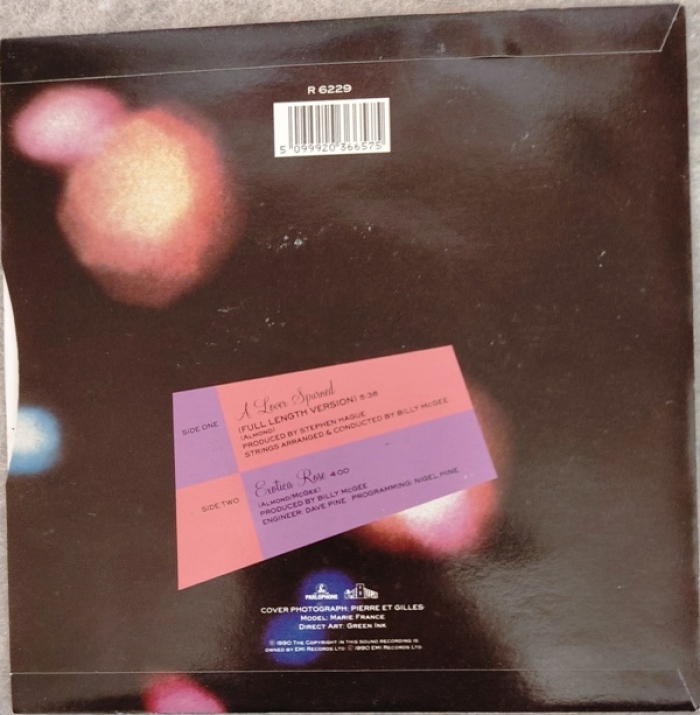 R 6229
5 099920 366575
SIDE ONE
A Lover Spurned
(FULL LENGTH VERSION) 5:38
(ALMOND)
PRODUCED BY STEPHEN HAGUE
STRINGS ARRANGED & CONDUCTED BY BILLY McGEE
SIDE TWO
Exotica Rose 4:00
(ALMOND/McGEE)
PRODUCED BY BILLY McGEE
ENGINEER: DAVE PINE PROGRAMMING: NIGEL PINE
PARLOPHONE
COVER PHOTOGRAPH: PIERRE ET GILLES
MODEL: MARIE FRANCE
DIRECT ART: GREEN INK
℗ 1990 THE COPYRIGHT IN THIS SOUND RECORDING IS
OWNED BY EMI RECORDS LTD. © 1990 EMI RECORDS LTD.